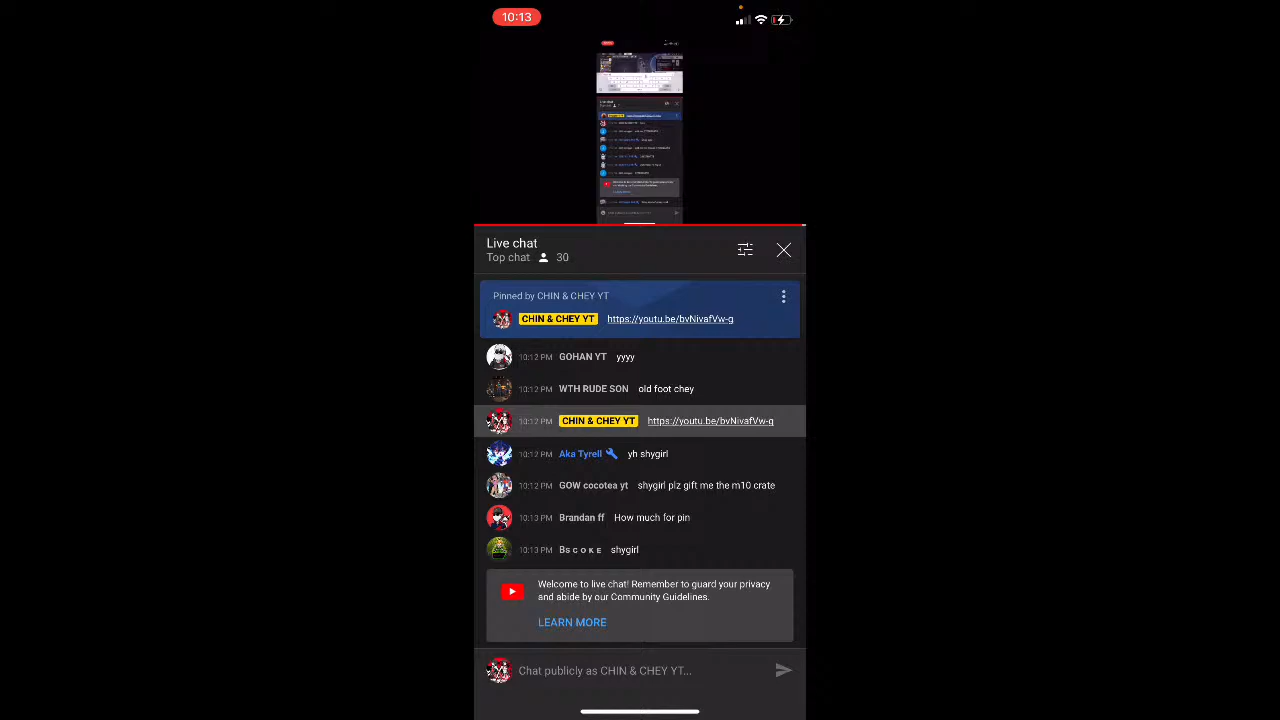 10:13
Live chat
Top chat 30
Pinned by CHIN & CHEY YT
CHIN & CHEY YT https://youtu.be/bvNivafVw-g
10:12 PM GOHAN YT yyyy
10:12 PM WTH RUDE SON old foot chey
10:12 PM CHIN & CHEY YT https://youtu.be/bvNivafVw-g
10:12 PM Aka Tyrell yh shygirl
10:12 PM GOW cocotea yt shygirl plz gift me the m10 crate
10:13 PM Brandan ff How much for pin
10:13 PM Bs ᴄ ᴏ ᴋ ᴇ shygirl
Welcome to live chat! Remember to guard your privacy
and abide by our Community Guidelines.
LEARN MORE
Chat publicly as CHIN & CHEY YT...